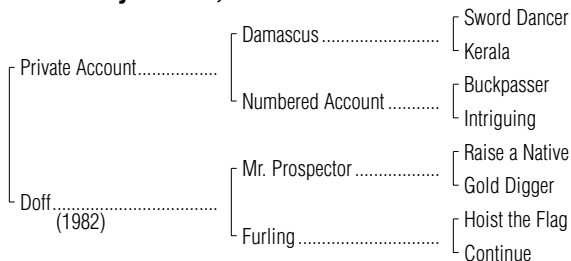 Sword Dancer
Damascus ..............................
Kerala
Private Account.................
Buckpasser
Numbered Account ...........
Intriguing
Raise a Native
Mr. Prospector ....................
Gold Digger
Doff.........................................
(1982)
Hoist the Flag
Furling ..................................
Continue